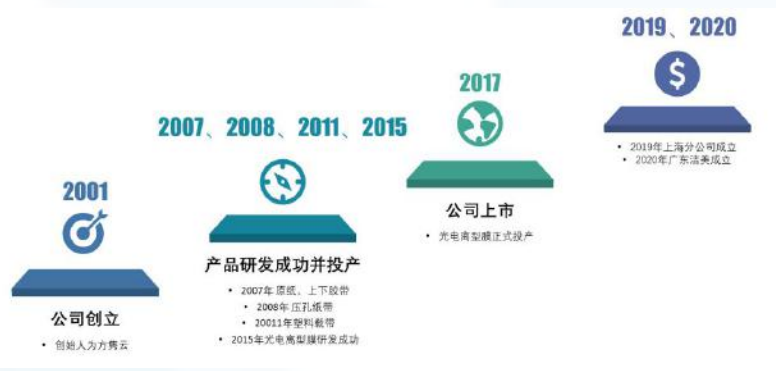 2001
公司创立
• 创始人为方隽云
2007、2008、2011、2015
产品研发成功并投产
• 2007年原纸、上下胶带
• 2008年压孔纸带
• 20011年塑料载带
• 2015年光电离型膜研发成功
2017
公司上市
• 光电离型膜正式投产
2019、2020
• 2019年上海分公司成立
• 2020年广东洁美成立